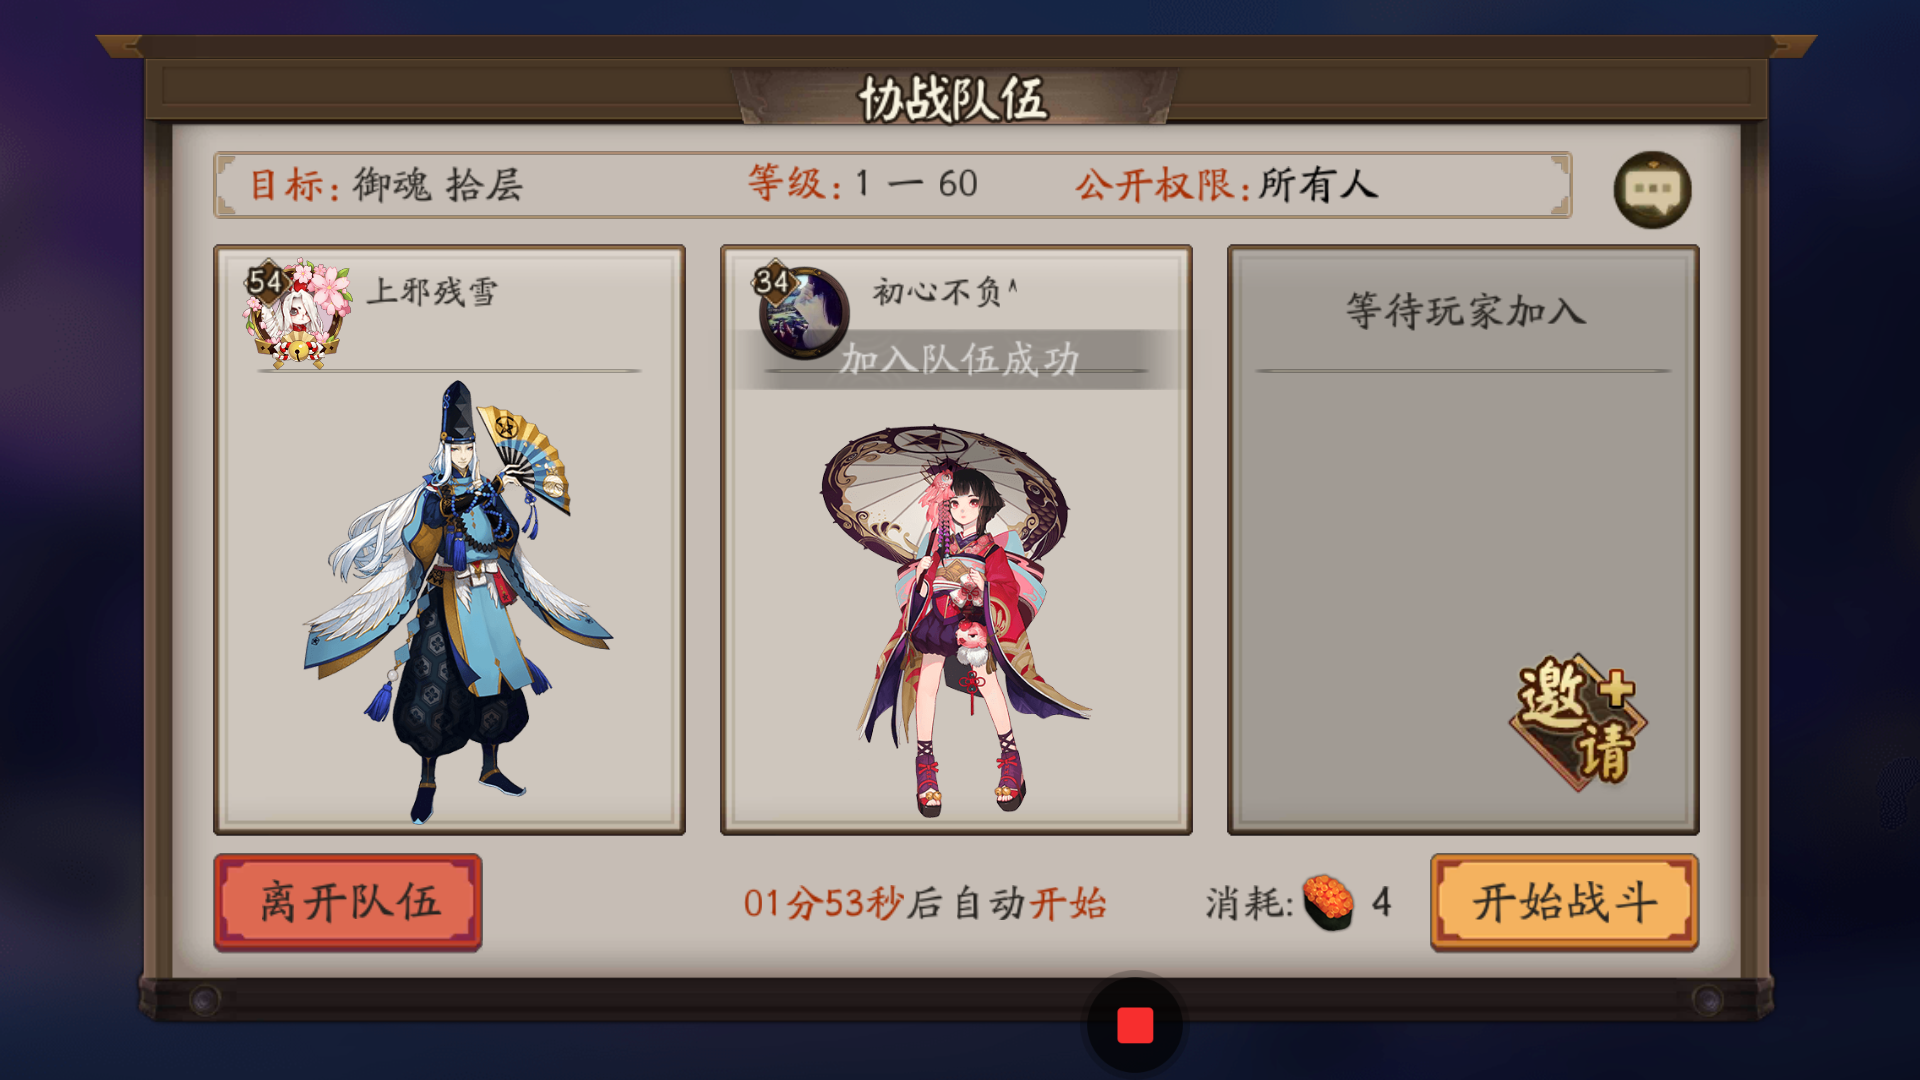 协战队伍
目标: 御魂 拾层 等级: 1 一 60 公开权限: 所有人
54 上邪残雪
34 初心不负^
加入队伍成功
等待玩家加入
邀+请
离开队伍 01分53秒后自动开始 消耗: 4 开始战斗